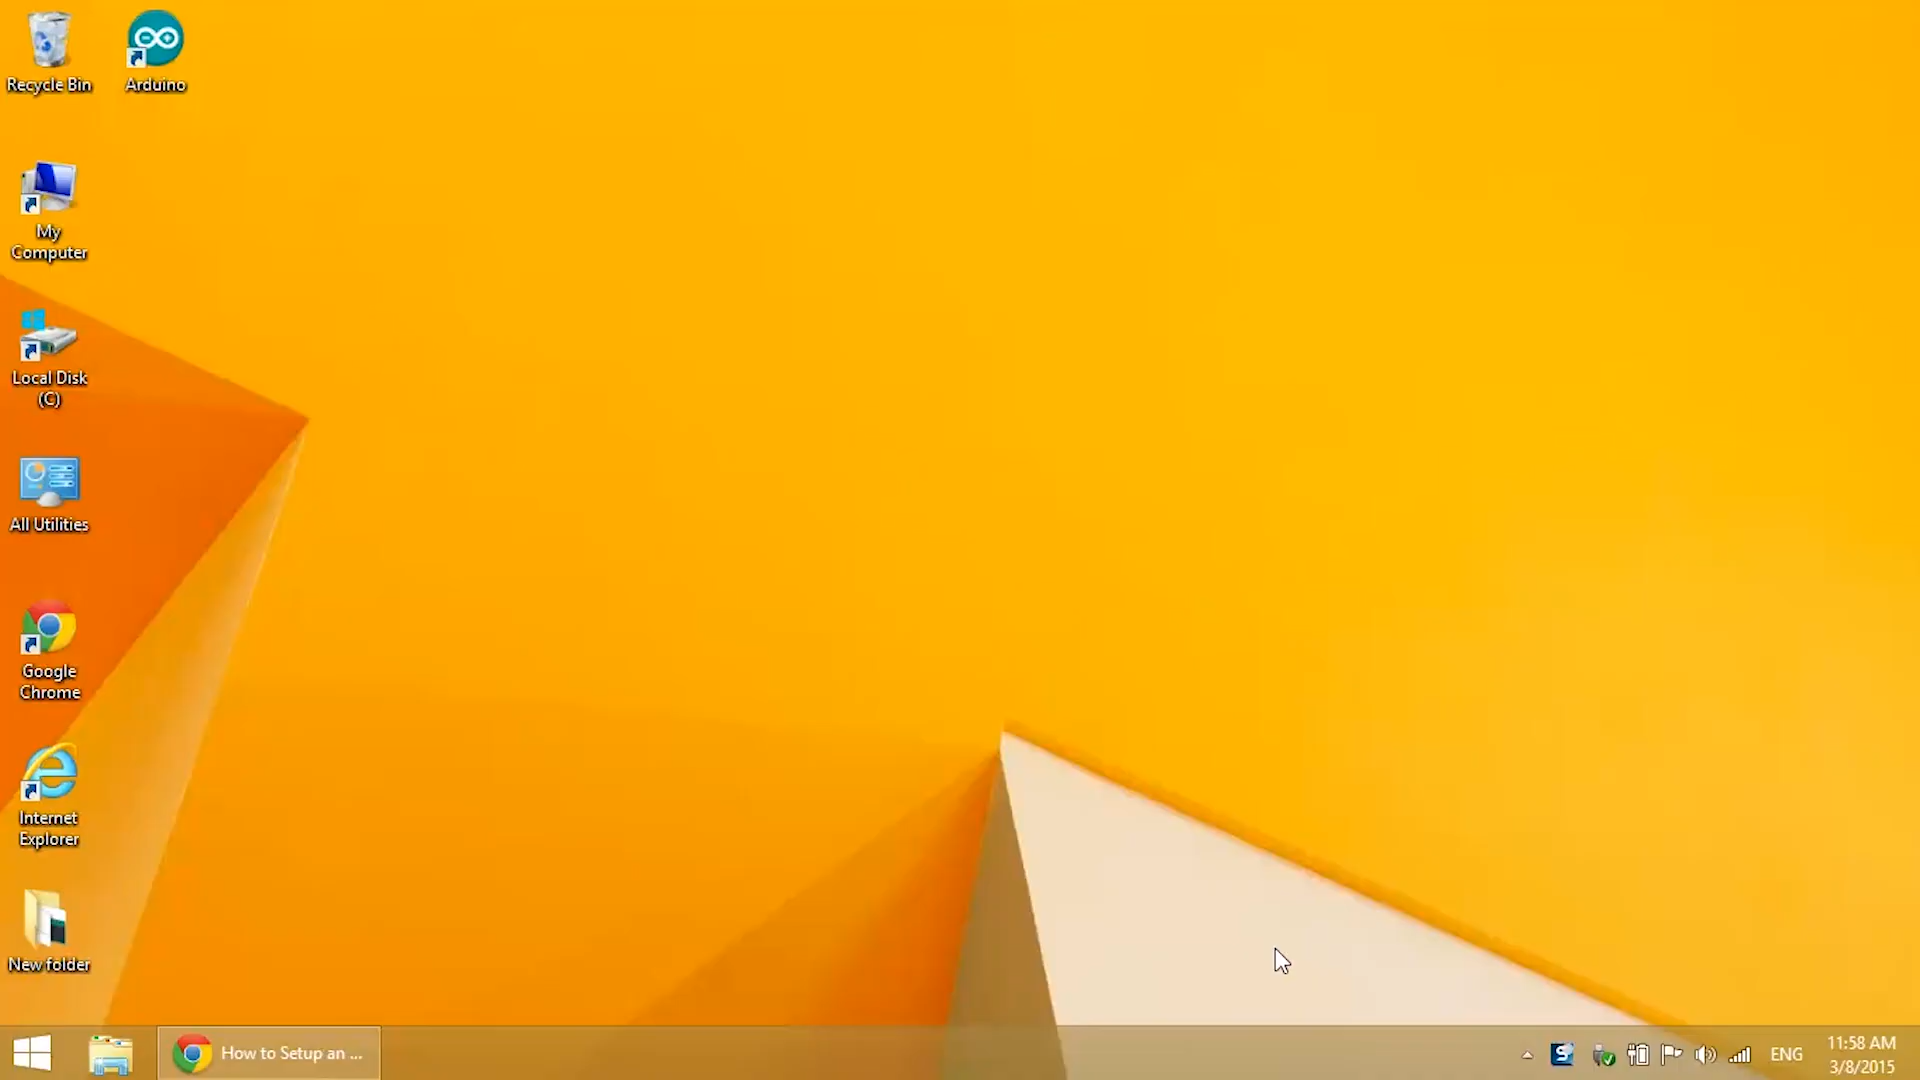 Recycle Bin
Arduino
My
Computer
Local Disk
(C)
All Utilities
Google
Chrome
Internet
Explorer
New folder
How to Setup an ...
ENG
11:58 AM
3/8/2015